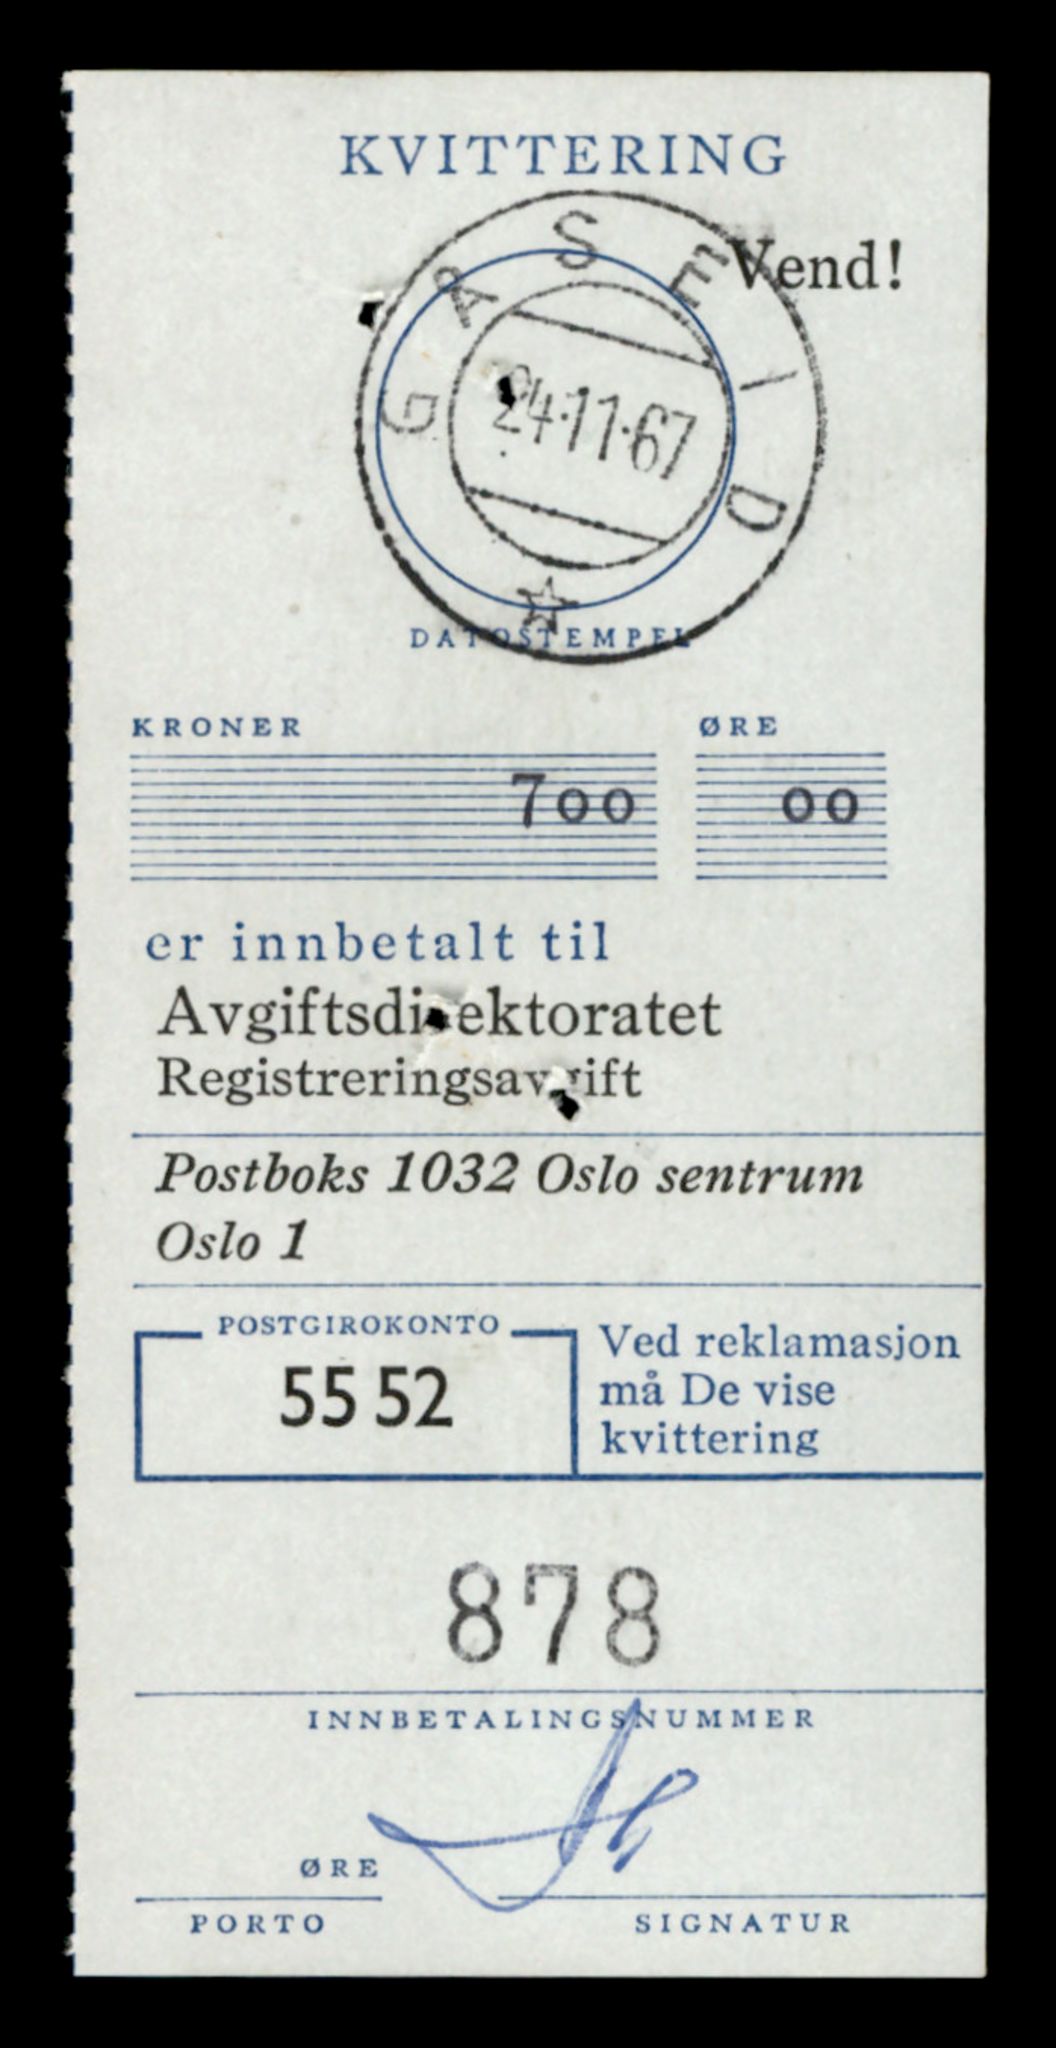 KVITTERING
Vend!
GASEID
24.11.67
DATOSTEMPEL
KRONER ØRE
700 00
er innbetalt til
Avgiftsdirektoratet
Registreringsavgift
Postboks 1032 Oslo sentrum
Oslo 1
POSTGIROKONTO
55 52
Ved reklamasjon
må De vise
kvittering
878
INNBETALINGSNUMMER
ØRE
PORTO SIGNATUR